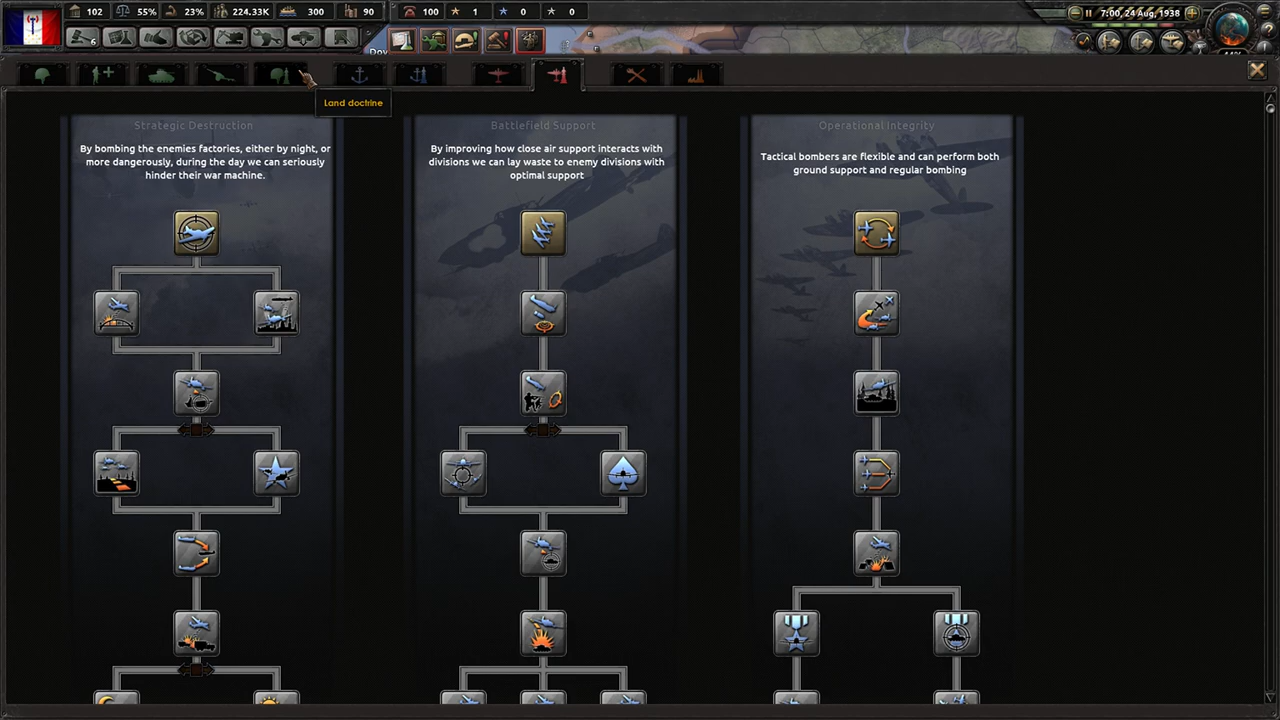 102 55% 23% 224.33K 300 90 100 1 0 0
7:00, 24 Aug, 1938
6
Dov
44%
Land doctrine
Strategic Destruction
By bombing the enemies factories, either by night, or
more dangerously, during the day we can seriously
hinder their war machine.
Battlefield Support
By improving how close air support interacts with
divisions we can lay waste to enemy divisions with
optimal support
Operational Integrity
Tactical bombers are flexible and can perform both
ground support and regular bombing